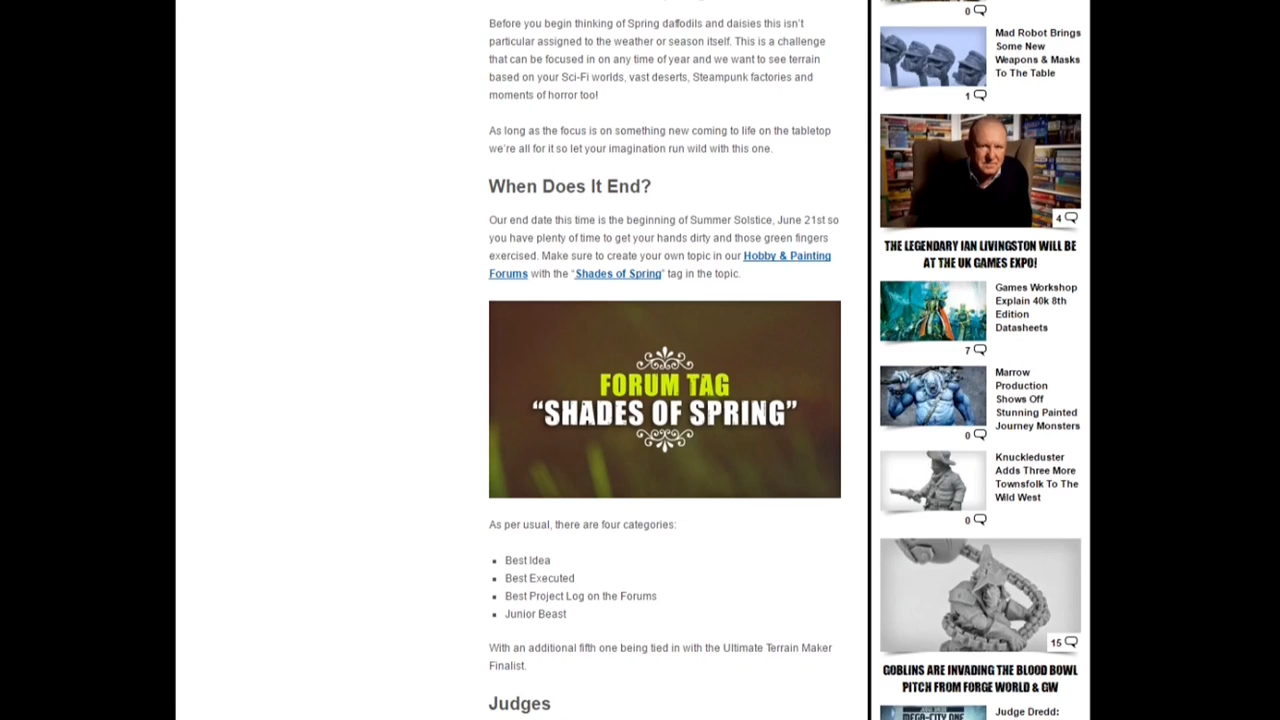 Before you begin thinking of Spring daffodils and daisies this isn't
particular assigned to the weather or season itself. This is a challenge
that can be focused in on any time of year and we want to see terrain
based on your Sci-Fi worlds, vast deserts, Steampunk factories and
moments of horror too!
As long as the focus is on something new coming to life on the tabletop
we're all for it so let your imagination run wild with this one.
When Does It End?
Our end date this time is the beginning of Summer Solstice, June 21st so
you have plenty of time to get your hands dirty and those green fingers
exercised. Make sure to create your own topic in our Hobby & Painting
Forums with the "Shades of Spring" tag in the topic.
FORUM TAG
"SHADES OF SPRING"
As per usual, there are four categories:
Best Idea
Best Executed
Best Project Log on the Forums
Junior Beast
With an additional fifth one being tied in with the Ultimate Terrain Maker
Finalist.
Judges
0
Mad Robot Brings
Some New
Weapons & Masks
To The Table
1
4
THE LEGENDARY IAN LIVINGSTON WILL BE
AT THE UK GAMES EXPO!
Games Workshop
Explain 40k 8th
Edition
Datasheets
7
Marrow
Production
Shows Off
Stunning Painted
Journey Monsters
0
Knuckleduster
Adds Three More
Townsfolk To The
Wild West
0
15
GOBLINS ARE INVADING THE BLOOD BOWL
PITCH FROM FORGE WORLD & GW
Judge Dredd:
MEGA-CITY ONE